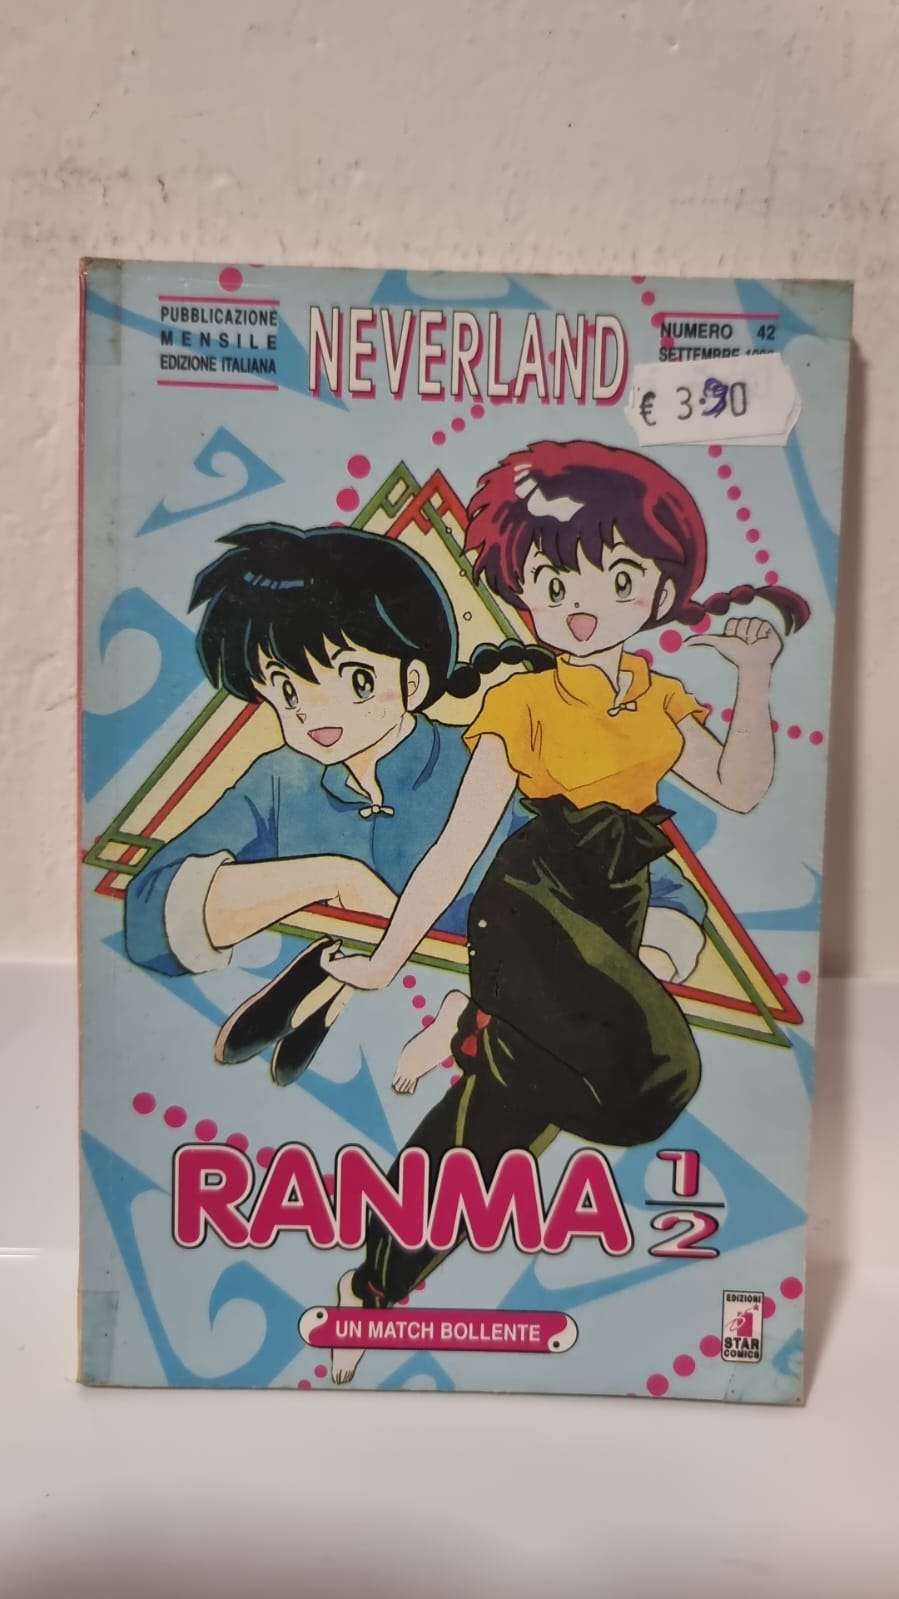 PUBBLICAZIONE
MENSILE
EDIZIONE ITALIANA
NEVERLAND
NUMERO 42
SETTEMBRE
€ 3.90
RANMA 1/2
UN MATCH BOLLENTE
EDIZIONI
STAR
COMICS